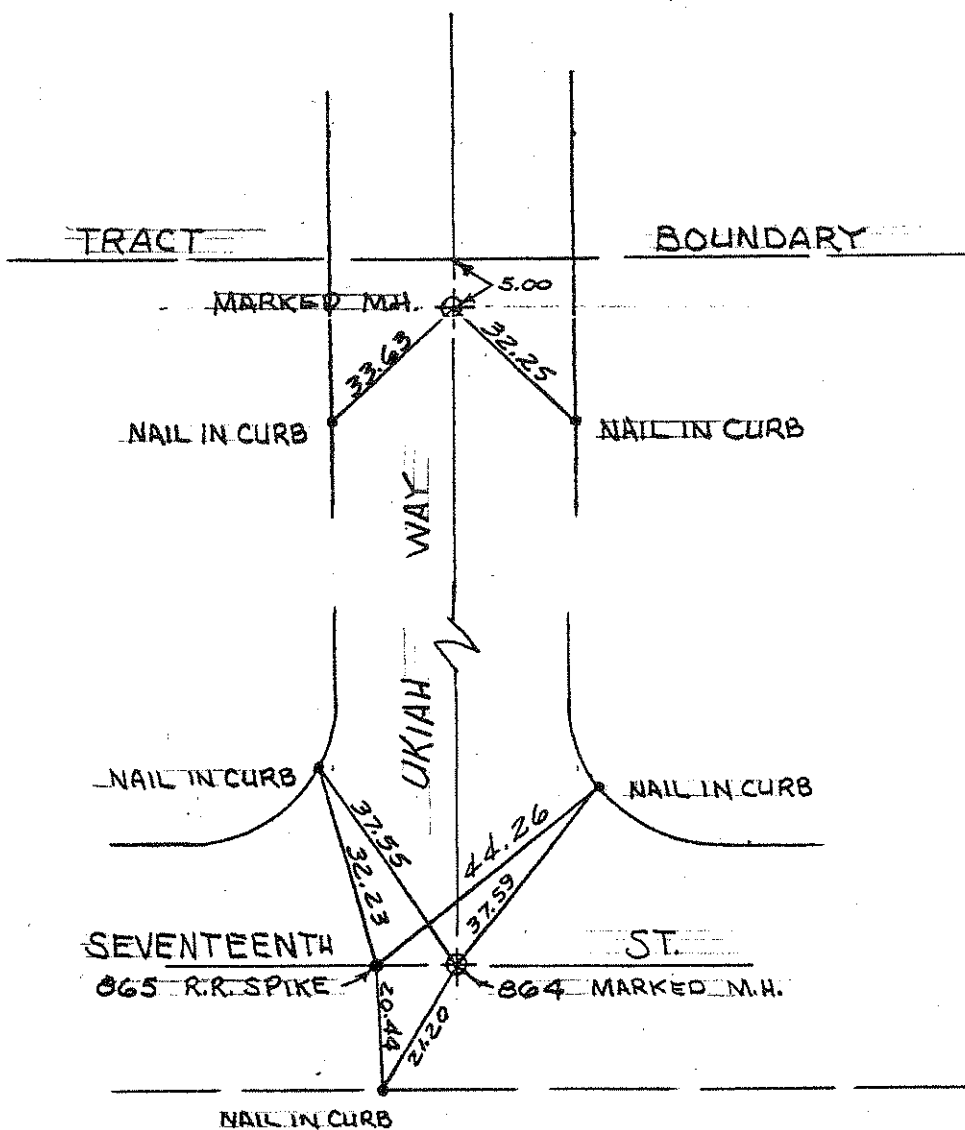 TRACT BOUNDARY
5.00
MARKED M.H.
33.63 32.25
NAIL IN CURB NAIL IN CURB
UKIAH WAY
NAIL IN CURB NAIL IN CURB
37.55 44.26
32.23 37.59
SEVENTEENTH ST.
865 R.R. SPIKE 864 MARKED M.H.
20.44 21.20
NAIL IN CURB